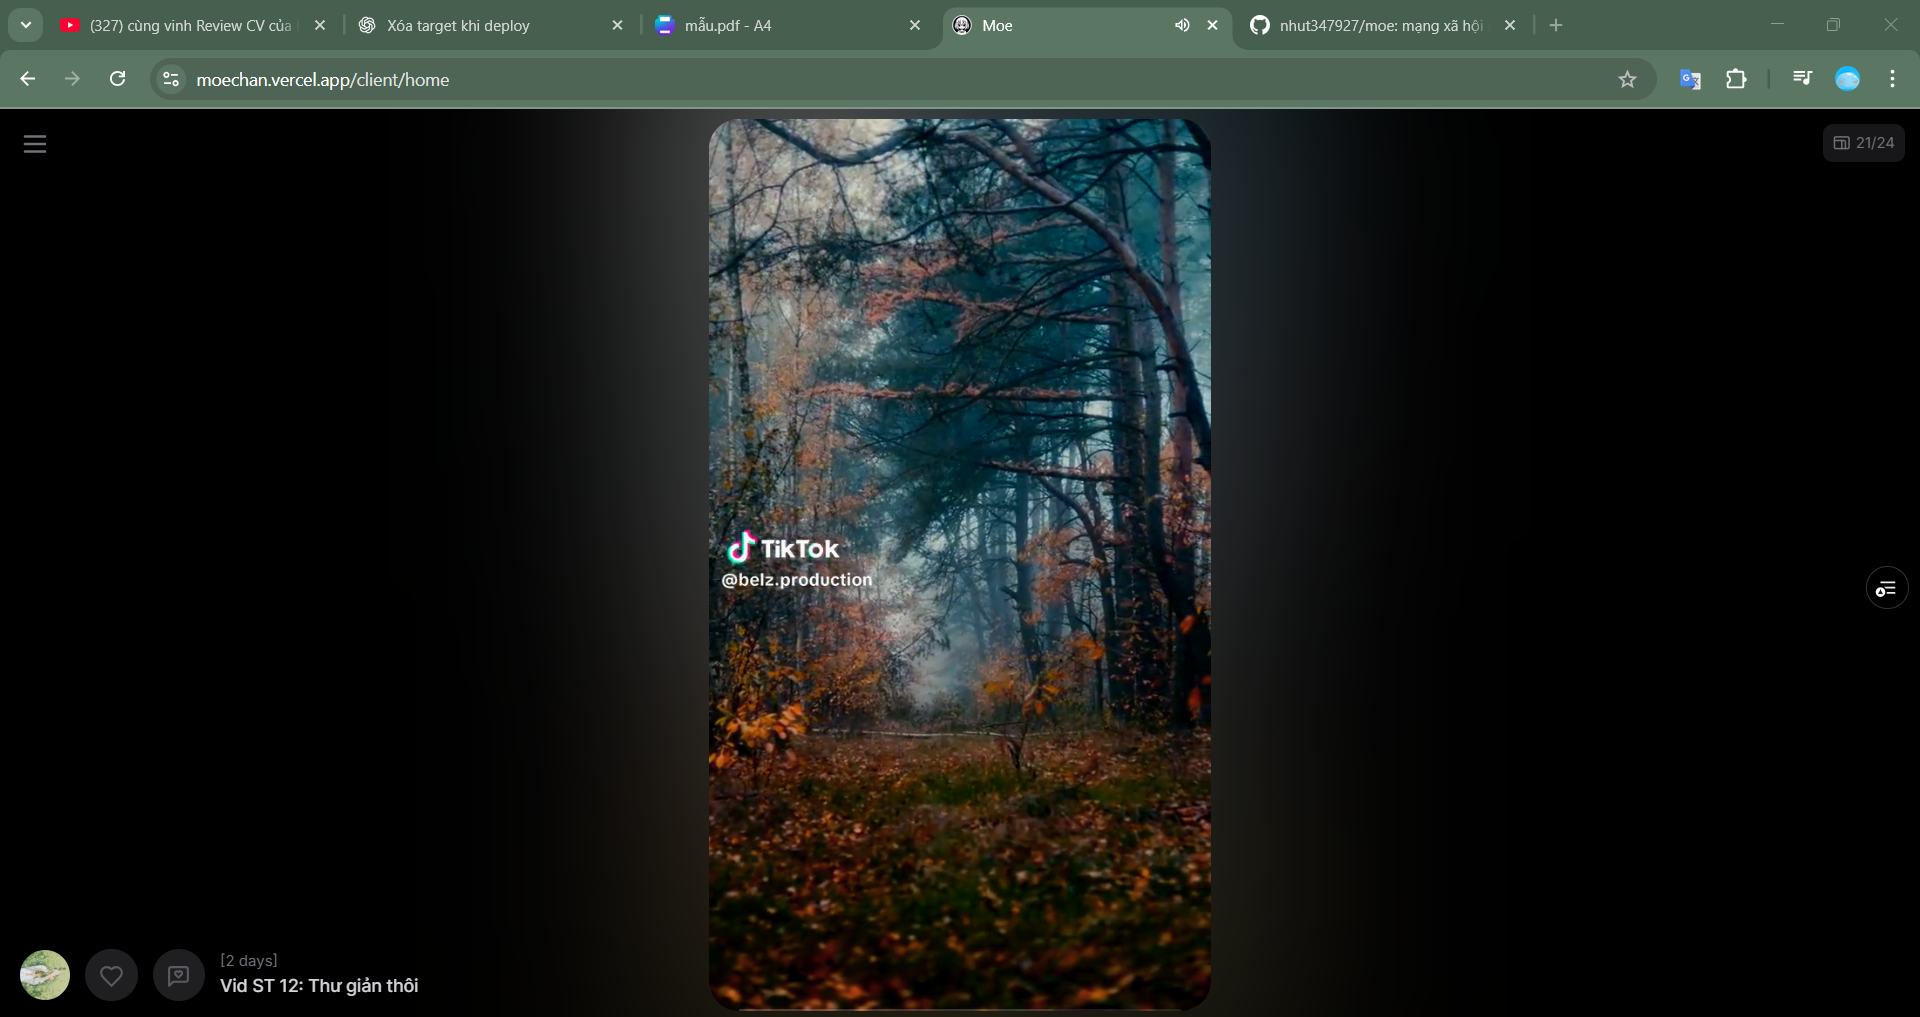 (327) cùng vinh Review CV của
Xóa target khi deploy
mẫu.pdf - A4
Moe
nhut347927/moe: mạng xã hội
moechan.vercel.app/client/home
21/24
TikTok
@belz.production
[2 days]
Vid ST 12: Thư giản thôi